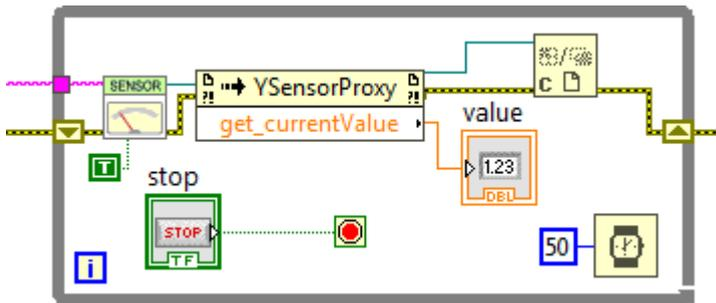 SENSOR
YSensorProxy
get_currentValue
value
1.23
DBL
T
stop
STOP
TF
i
50
C